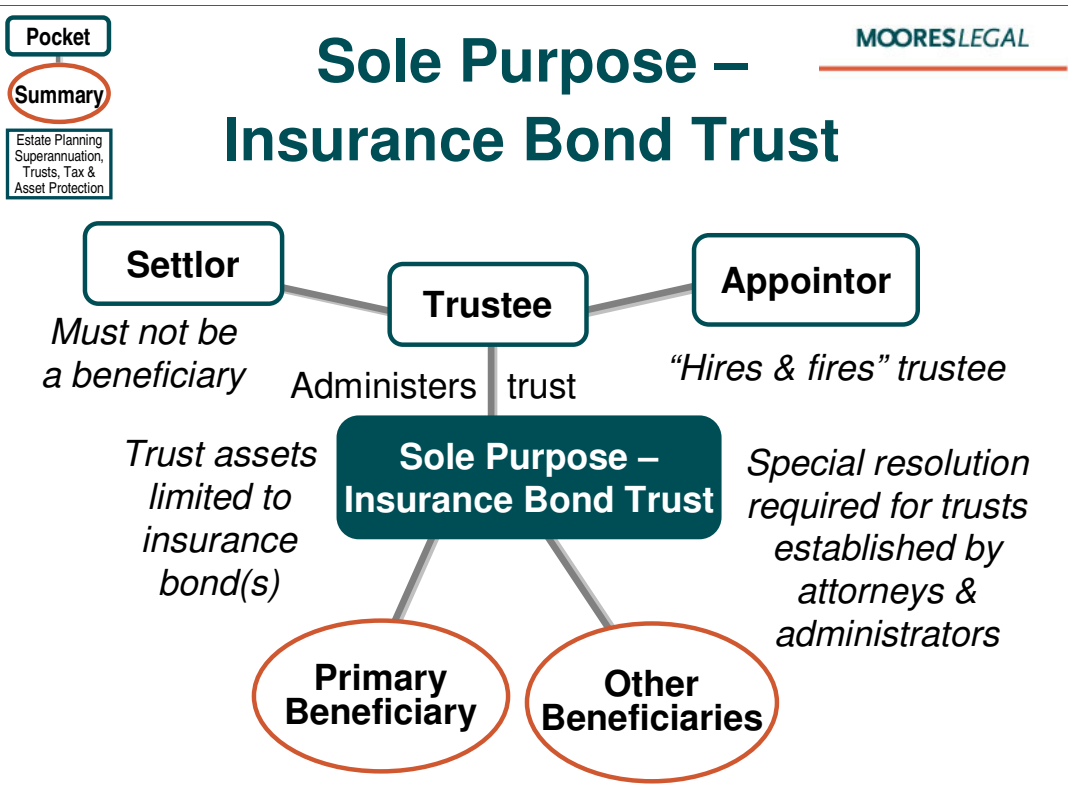 Pocket
Summary
Estate Planning
Superannuation,
Trusts, Tax &
Asset Protection
Sole Purpose –
Insurance Bond Trust
MOORESLEGAL
Settlor
Trustee
Appointor
Must not be
a beneficiary
Administers trust
“Hires & fires” trustee
Trust assets
limited to
insurance
bond(s)
Sole Purpose –
Insurance Bond Trust
Special resolution
required for trusts
established by
attorneys &
administrators
Primary
Beneficiary
Other
Beneficiaries